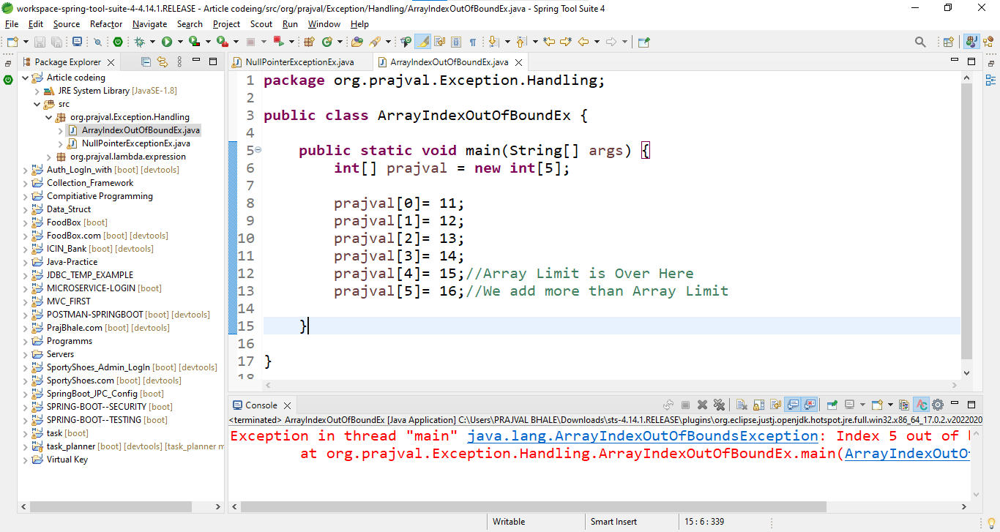 workspace-spring-tool-suite-4-4.14.1.RELEASE - Article codeing/src/org/prajval/Exception/Handling/ArrayIndexOutOfBoundEx.java - Spring Tool Suite 4
File Edit Source Refactor Navigate Search Project Scout Run Window Help
Package Explorer
Article codeing
JRE System Library [JavaSE-1.8]
src
org.prajval.Exception.Handling
ArrayIndexOutOfBoundEx.java
NullPointerExceptionEx.java
org.prajval.lambda.expression
Auth_LogIn_with [boot] [devtools]
Collection_Framework
Compitiative Programming
Data_Struct
FoodBox [boot]
FoodBox.com [boot] [devtools]
ICIN_Bank [boot] [devtools]
Java-Practice
JDBC_TEMP_EXAMPLE
MICROSERVICE-LOGIN [boot]
MVC_FIRST
POSTMAN-SPRINGBOOT [boot] [devtools]
PrajBhale.com [boot] [devtools]
Programms
Servers
SportyShoes_Admin_LogIn [boot] [devtools]
SportyShoes.com [boot] [devtools]
SpringBoot_JPC_Config [boot]
SPRING-BOOT--SECURITY [boot]
SPRING-BOOT--TESTING [boot]
task [boot]
task_planner [boot] [devtools] [task_planner m
Virtual Key
NullPointerExceptionEx.java ArrayIndexOutOfBoundEx.java
1 package org.prajval.Exception.Handling;
2
3 public class ArrayIndexOutOfBoundEx {
4
5 public static void main(String[] args) {
6 int[] prajval = new int[5];
7
8 prajval[0]= 11;
9 prajval[1]= 12;
10 prajval[2]= 13;
11 prajval[3]= 14;
12 prajval[4]= 15;//Array Limit is Over Here
13 prajval[5]= 16;//We add more than Array Limit
14
15 }
16
17 }
18
Console
<terminated> ArrayIndexOutOfBoundEx [Java Application] C:\Users\PRAJVAL BHALE\Downloads\sts-4.14.1.RELEASE\plugins\org.eclipse.justj.openjdk.hotspot.jre.full.win32.x86_64_17.0.2.v2022020
Exception in thread "main" java.lang.ArrayIndexOutOfBoundsException: Index 5 out of
at org.prajval.Exception.Handling.ArrayIndexOutOfBoundEx.main(ArrayIndexOutO
Writable Smart Insert 15 : 6 : 339